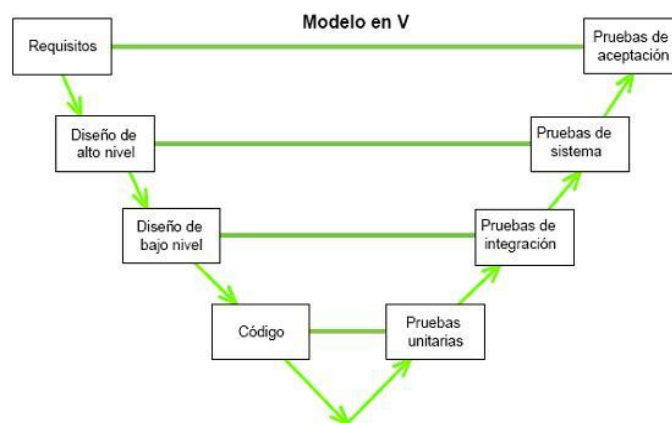 Modelo en V
Requisitos
Pruebas de
aceptación
Diseño de
alto nivel
Pruebas de
sistema
Diseño de
bajo nivel
Pruebas de
integración
Código
Pruebas
unitarias